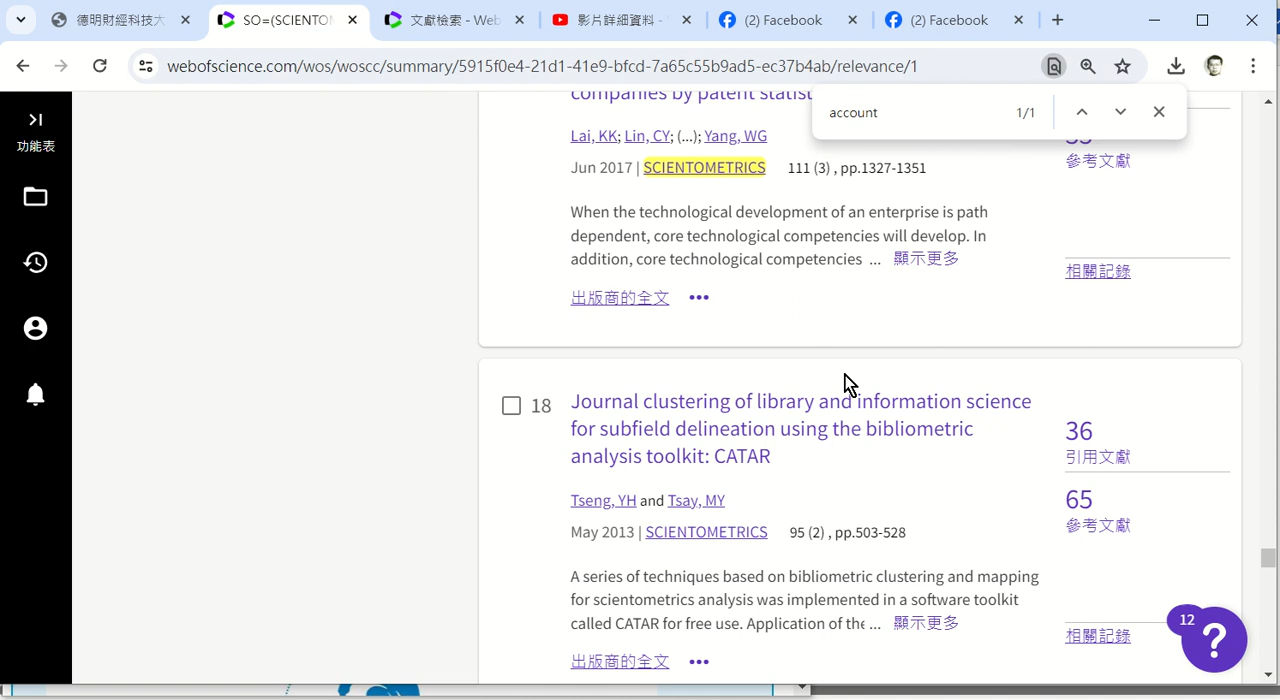 德明財經科技大
SO=(SCIENTOM
文獻檢索 - Web
影片詳細資料 -
(2) Facebook
(2) Facebook
webofscience.com/wos/woscc/summary/5915f0e4-21d1-41e9-bfcd-7a65c55b9ad5-ec37b4ab/relevance/1
account 1/1
功能表
companies by patent statist
Lai, KK; Lin, CY; (...); Yang, WG
Jun 2017 | SCIENTOMETRICS 111 (3) , pp.1327-1351
參考文獻
When the technological development of an enterprise is path
dependent, core technological competencies will develop. In
addition, core technological competencies ... 顯示更多
相關記錄
出版商的全文 •••
18 Journal clustering of library and information science
for subfield delineation using the bibliometric
analysis toolkit: CATAR
36
引用文獻
Tseng, YH and Tsay, MY
65
參考文獻
May 2013 | SCIENTOMETRICS 95 (2) , pp.503-528
A series of techniques based on bibliometric clustering and mapping
for scientometrics analysis was implemented in a software toolkit
called CATAR for free use. Application of the ... 顯示更多
相關記錄
出版商的全文 •••
12
?